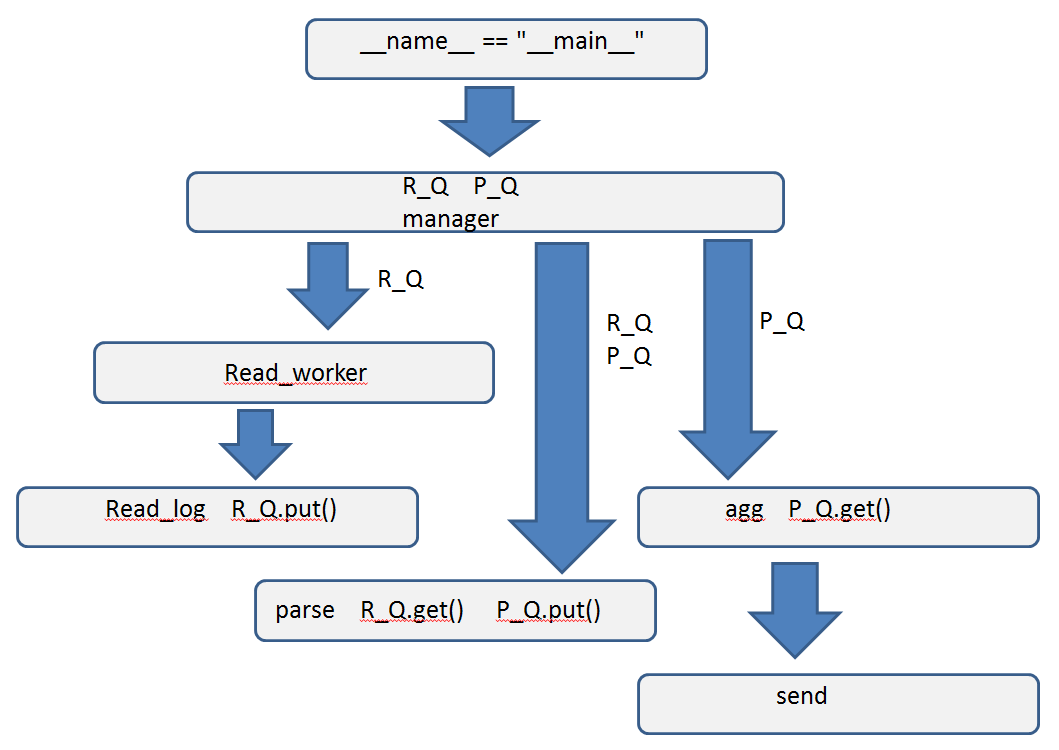 __name__ == "__main__"
R_Q P_Q
manager
R_Q
R_Q
P_Q
P_Q
Read_worker
Read_log R_Q.put()
agg P_Q.get()
parse R_Q.get() P_Q.put()
send